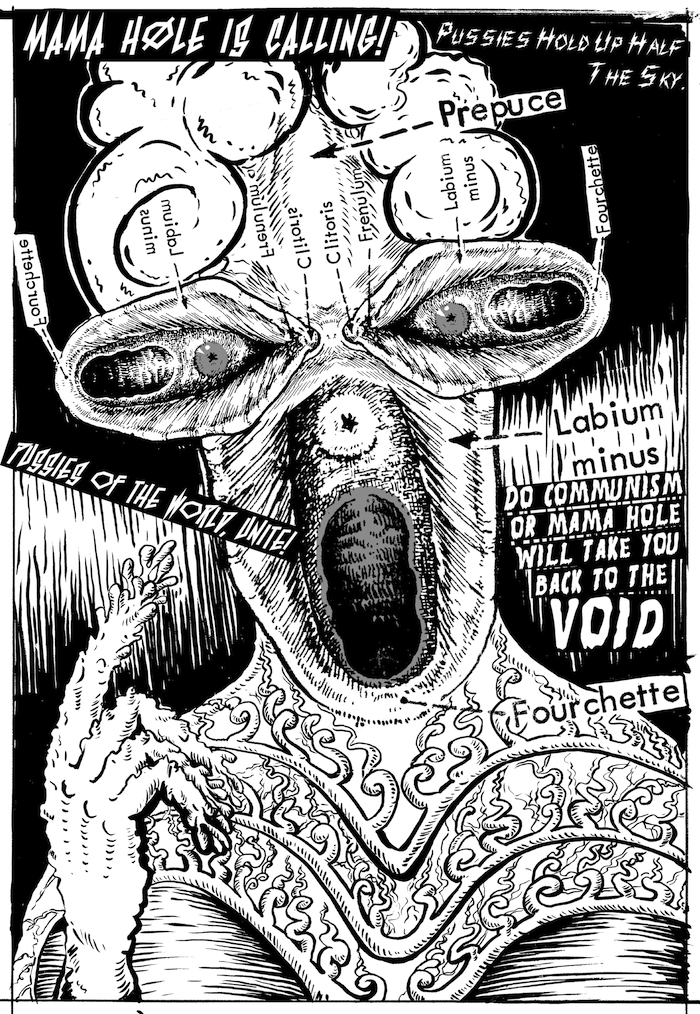 MAMA HØLE IS CALLING!
PUSSIES HOLD UP HALF
THE SKY.
Prepuce
Frenulum
Clitoris
Clitoris
Frenulum
Labium
minus
Labium
minus
Fourchette
Fourchette
Labium
minus
PUSSIES OF THE WORLD UNITE!
DO COMMUNISM
OR MAMA HOLE
WILL TAKE YOU
BACK TO THE
VOID
Fourchette